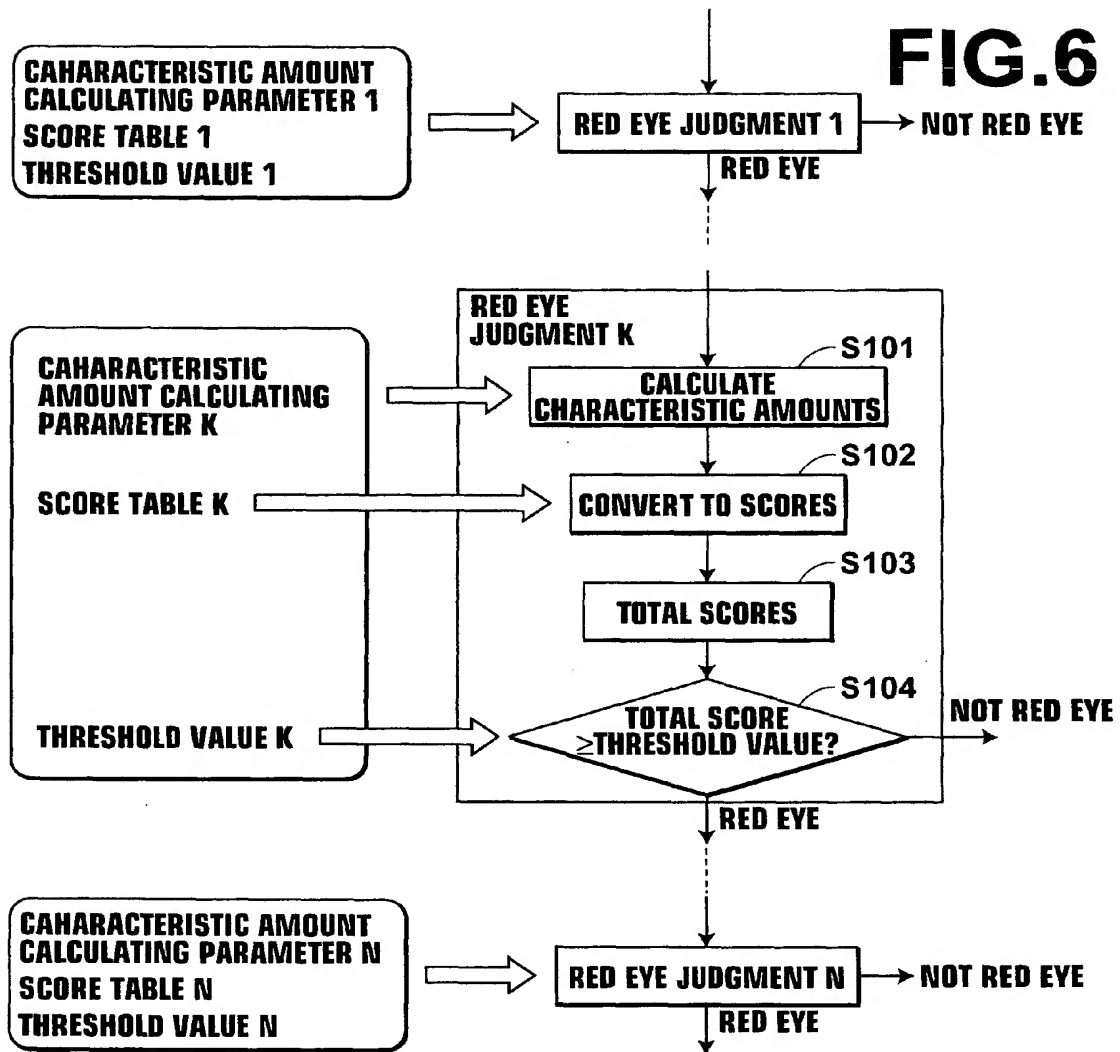 FIG.6
CAHARACTERISTIC AMOUNT
CALCULATING PARAMETER 1
SCORE TABLE 1
THRESHOLD VALUE 1
RED EYE JUDGMENT 1
NOT RED EYE
RED EYE
RED EYE
JUDGMENT K
CAHARACTERISTIC
AMOUNT CALCULATING
PARAMETER K
S101
CALCULATE
CHARACTERISTIC AMOUNTS
S102
SCORE TABLE K
CONVERT TO SCORES
S103
TOTAL SCORES
S104
THRESHOLD VALUE K
TOTAL SCORE
≥THRESHOLD VALUE?
NOT RED EYE
RED EYE
CAHARACTERISTIC AMOUNT
CALCULATING PARAMETER N
SCORE TABLE N
THRESHOLD VALUE N
RED EYE JUDGMENT N
NOT RED EYE
RED EYE